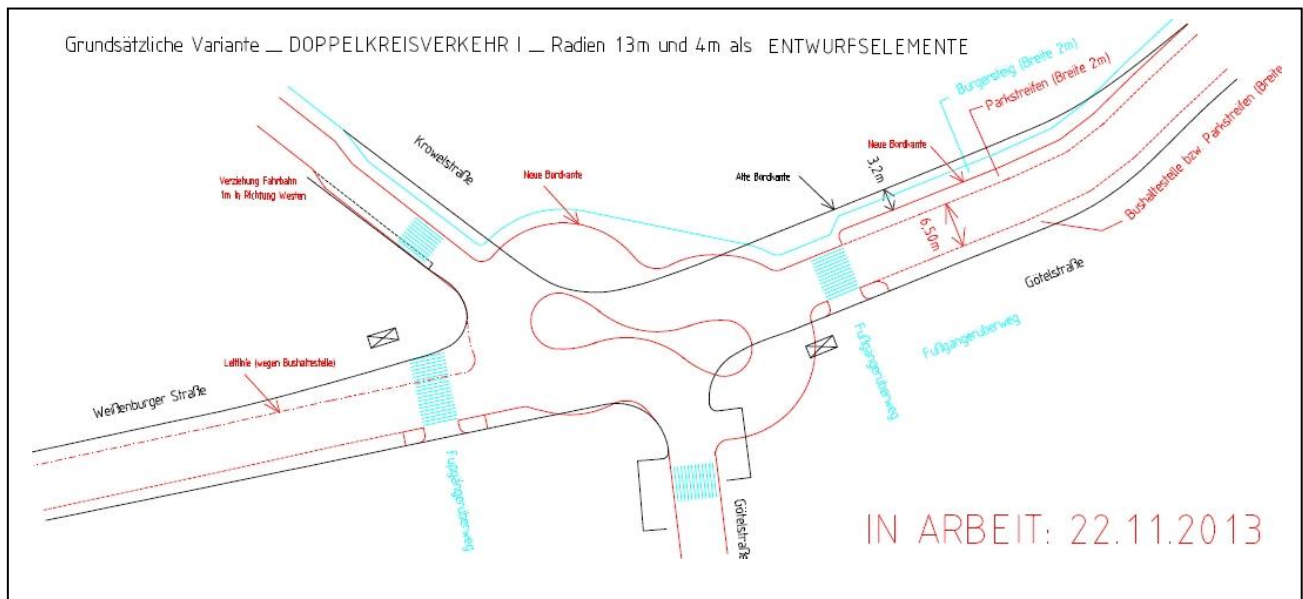 Grundsätzliche Variante _ DOPPELKREISVERKEHR I _ Radien 13m und 4m als ENTWURFSELEMENTE
Bürgersteig (Breite 2m)
Parkstreifen (Breite 2m)
Krowelstraße
Neue Bordkante
Neue Bordkante
Alte Bordkante
3,2m
Verziehung Fahrbahn
1m in Richtung Westen
6,50m
Bushaltestelle bzw. Parkstreifen (Breite
Götelstraße
Fußgängerüberweg
Fußgängerüberweg
Leitlinie (wegen Bushaltestelle)
Weißenburger Straße
Fußgängerüberweg
Götelstraße
IN ARBEIT: 22.11.2013